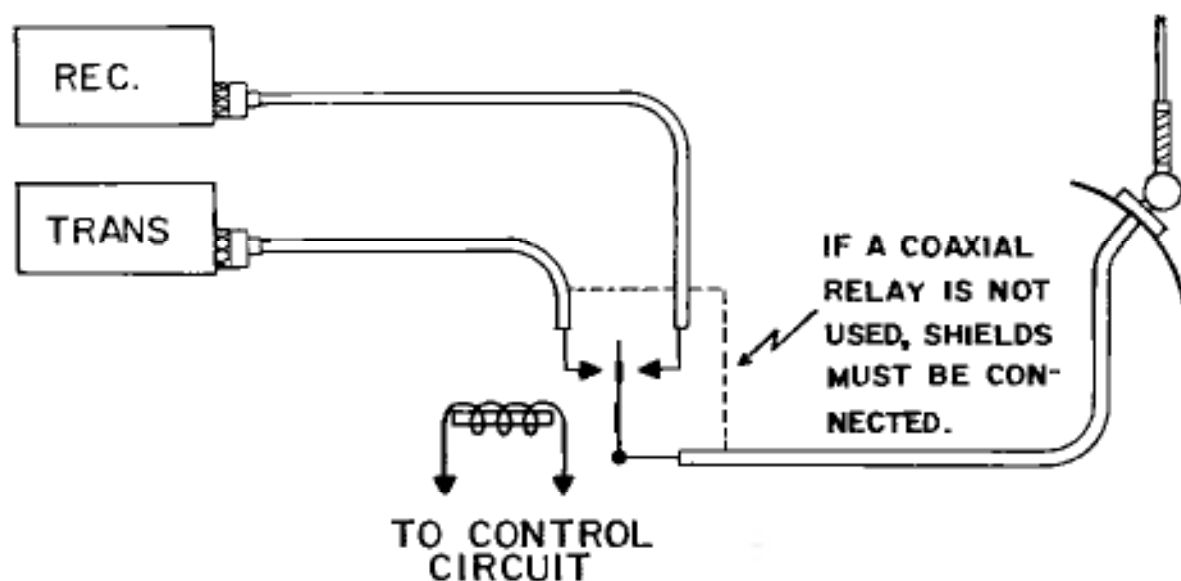 REC.
TRANS
IF A COAXIAL
RELAY IS NOT
USED, SHIELDS
MUST BE CON-
NECTED.
TO CONTROL
CIRCUIT